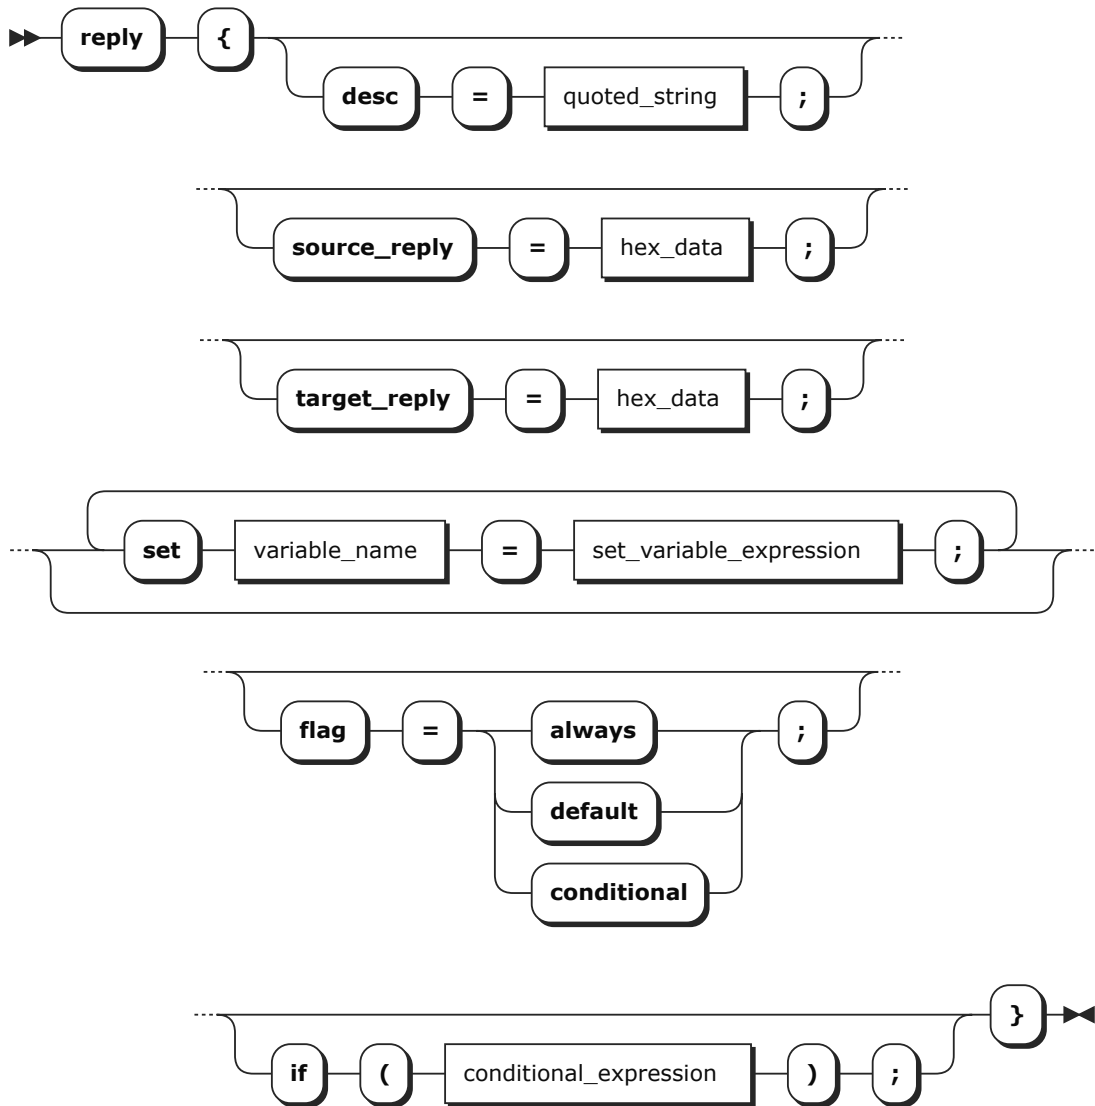 reply {
desc = quoted_string ;
source_reply = hex_data ;
target_reply = hex_data ;
set variable_name = set_variable_expression ;
flag = always ;
default
conditional
}
if ( conditional_expression ) ;